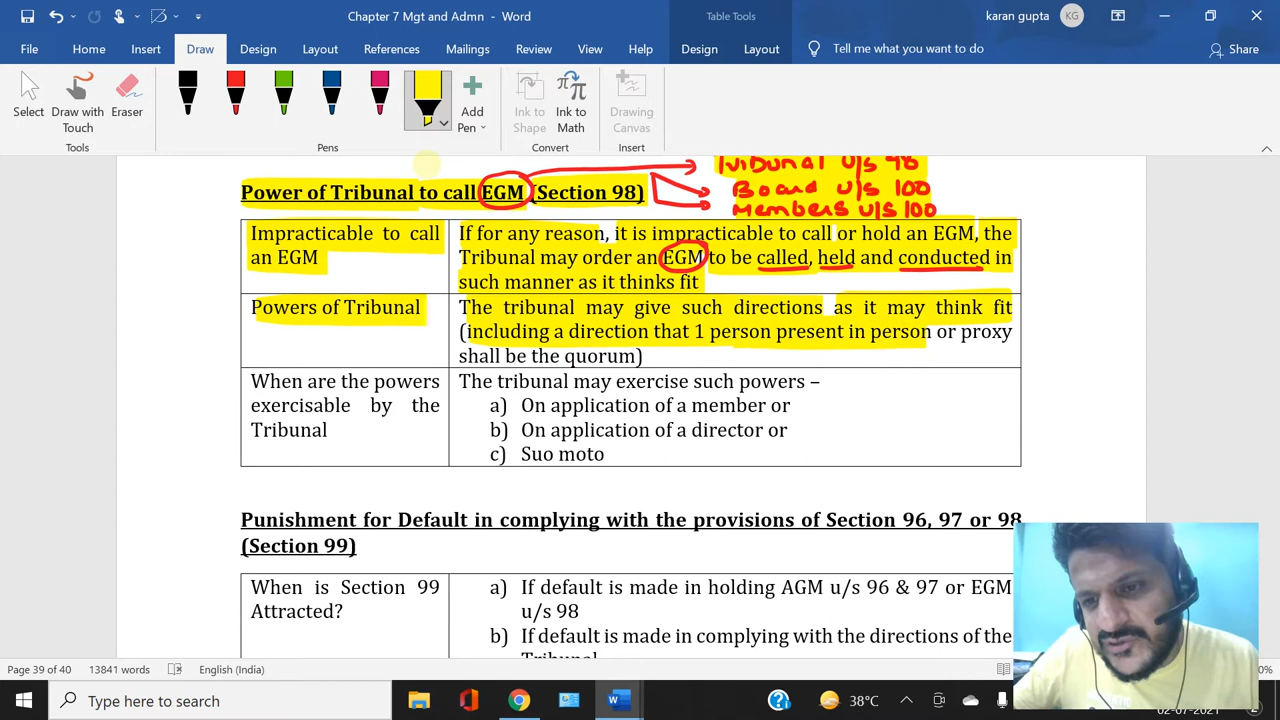 Chapter 7 Mgt and Admn - Word
Table Tools
karan gupta
KG
File Home Insert Draw Design Layout References Mailings Review View Help Design Layout Tell me what you want to do Share
Select Draw with Touch Eraser Add Pen Ink to Shape Ink to Math Drawing Canvas
Tools Pens Convert Insert
Tribunal u/s 98
Power of Tribunal to call EGM (Section 98)
Board u/s 100
Members u/s 100
Impracticable to call an EGM
If for any reason, it is impracticable to call or hold an EGM, the
Tribunal may order an EGM to be called, held and conducted in
such manner as it thinks fit
Powers of Tribunal
The tribunal may give such directions as it may think fit
(including a direction that 1 person present in person or proxy
shall be the quorum)
When are the powers
exercisable by the
Tribunal
The tribunal may exercise such powers –
a) On application of a member or
b) On application of a director or
c) Suo moto
Punishment for Default in complying with the provisions of Section 96, 97 or 98
(Section 99)
When is Section 99
Attracted?
a) If default is made in holding AGM u/s 96 & 97 or EGM
u/s 98
b) If default is made in complying with the directions of the
Tribunal
Page 39 of 40 13841 words English (India)
0%
Type here to search
38°C
02-07-2021